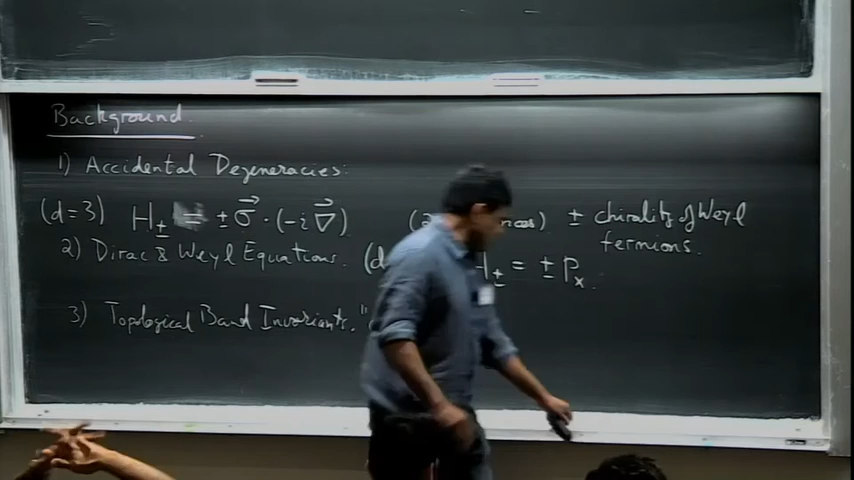 Background.
1) Accidental Degeneracies:
(d=3) H± = ± σ⃗ · (-i ∇⃗) ± chirality of Weyl
fermions.
2) Dirac & Weyl Equations. (d = ± pₓ.
3) Topological Band Invariants. "